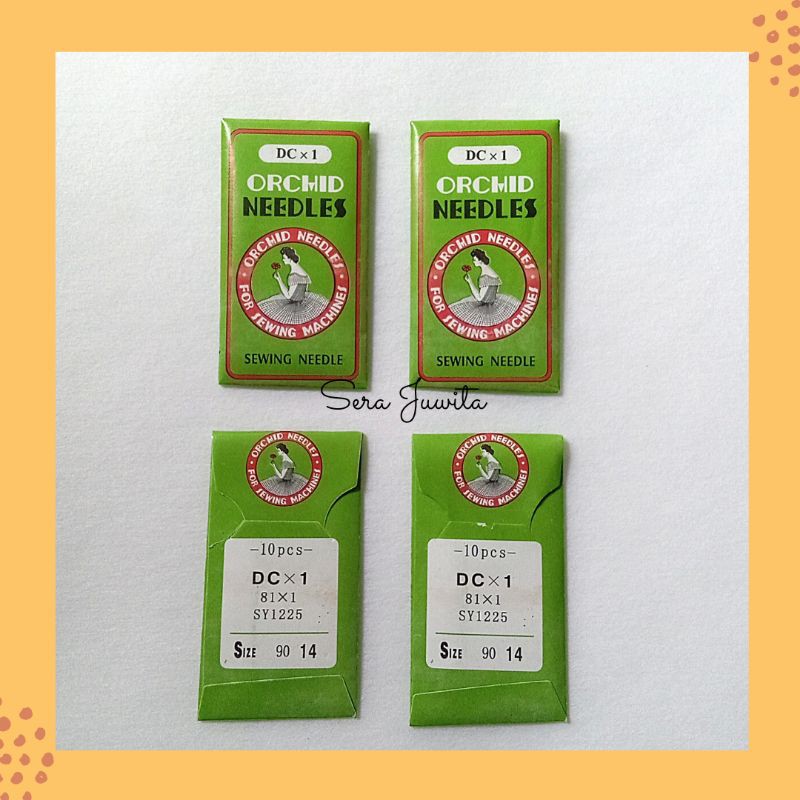 DC × 1
ORCHID
NEEDLES
ORCHID NEEDLES
FOR SEWING MACHINES
SEWING NEEDLE
DC × 1
ORCHID
NEEDLES
ORCHID NEEDLES
FOR SEWING MACHINES
SEWING NEEDLE
Sera Juwita
ORCHID NEEDLES
FOR SEWING MACHINES
-10pcs-
DC×1
81×1
SY1225
SIZE 90 14
ORCHID NEEDLES
FOR SEWING MACHINES
-10pcs-
DC×1
81×1
SY1225
SIZE 90 14